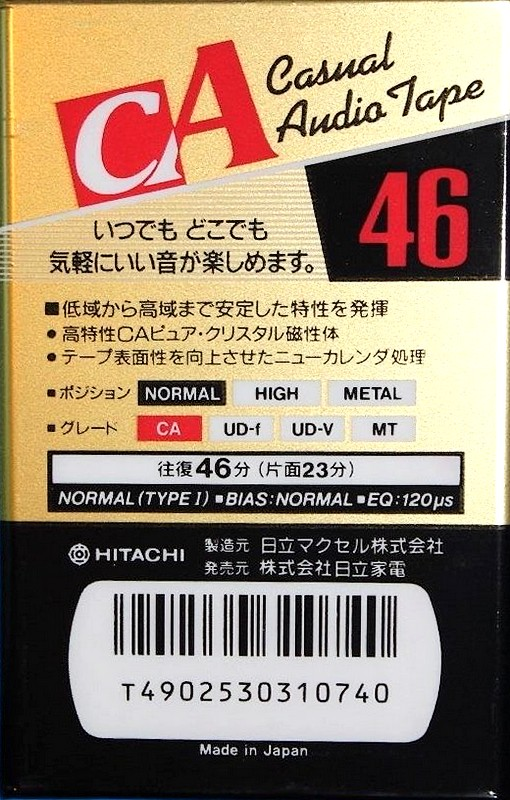 CA
Casual
Audio Tape
46
いつでも どこでも
気軽にいい音が楽しめます。
■低域から高域まで安定した特性を発揮
●高特性CAピュア・クリスタル磁性体
●テープ表面性を向上させたニューカレンダ処理
■ポジション NORMAL HIGH METAL
■グレード CA UD-f UD-V MT
往復46分(片面23分)
NORMAL(TYPE I)■BIAS:NORMAL■EQ:120μs
HITACHI 製造元 日立マクセル株式会社
発売元 株式会社日立家電
T4902530310740
Made in Japan